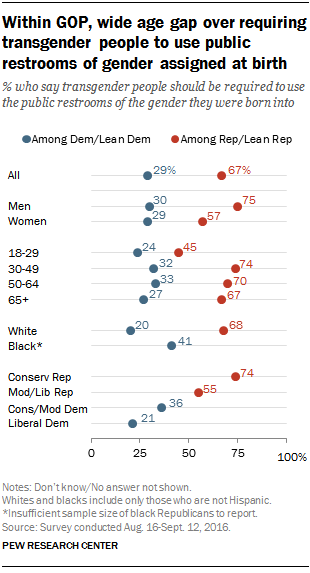 Within GOP, wide age gap over requiring
transgender people to use public
restrooms of gender assigned at birth
% who say transgender people should be required to use
the public restrooms of the gender they were born into
Among Dem/Lean Dem Among Rep/Lean Rep
All 29% 67%
Men 30 75
Women 29 57
18-29 24 45
30-49 32 74
50-64 33 70
65+ 27 67
White 20 68
Black* 41
Conserv Rep 74
Mod/Lib Rep 55
Cons/Mod Dem 36
Liberal Dem 21
0 25 50 75 100%
Notes: Don't know/No answer not shown.
Whites and blacks include only those who are not Hispanic.
*Insufficient sample size of black Republicans to report.
Source: Survey conducted Aug. 16-Sept. 12, 2016.
PEW RESEARCH CENTER